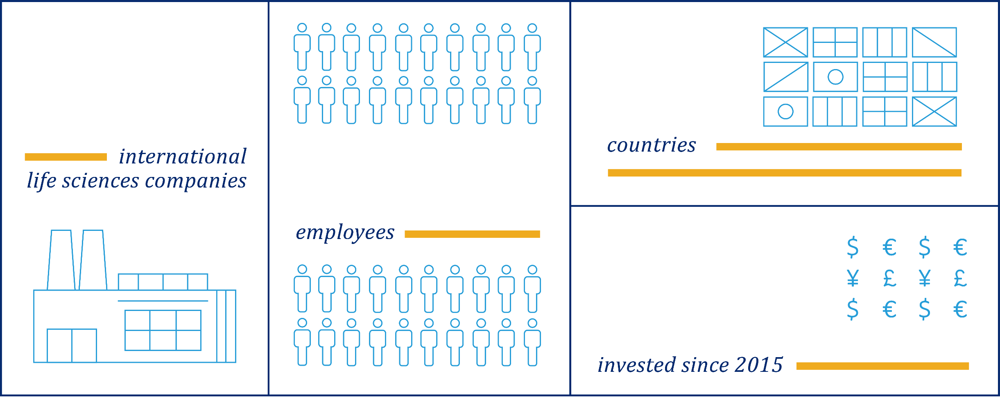 international
life sciences companies
employees
countries
$ € $ €
¥ £ ¥ £
$ € $ €
invested since 2015